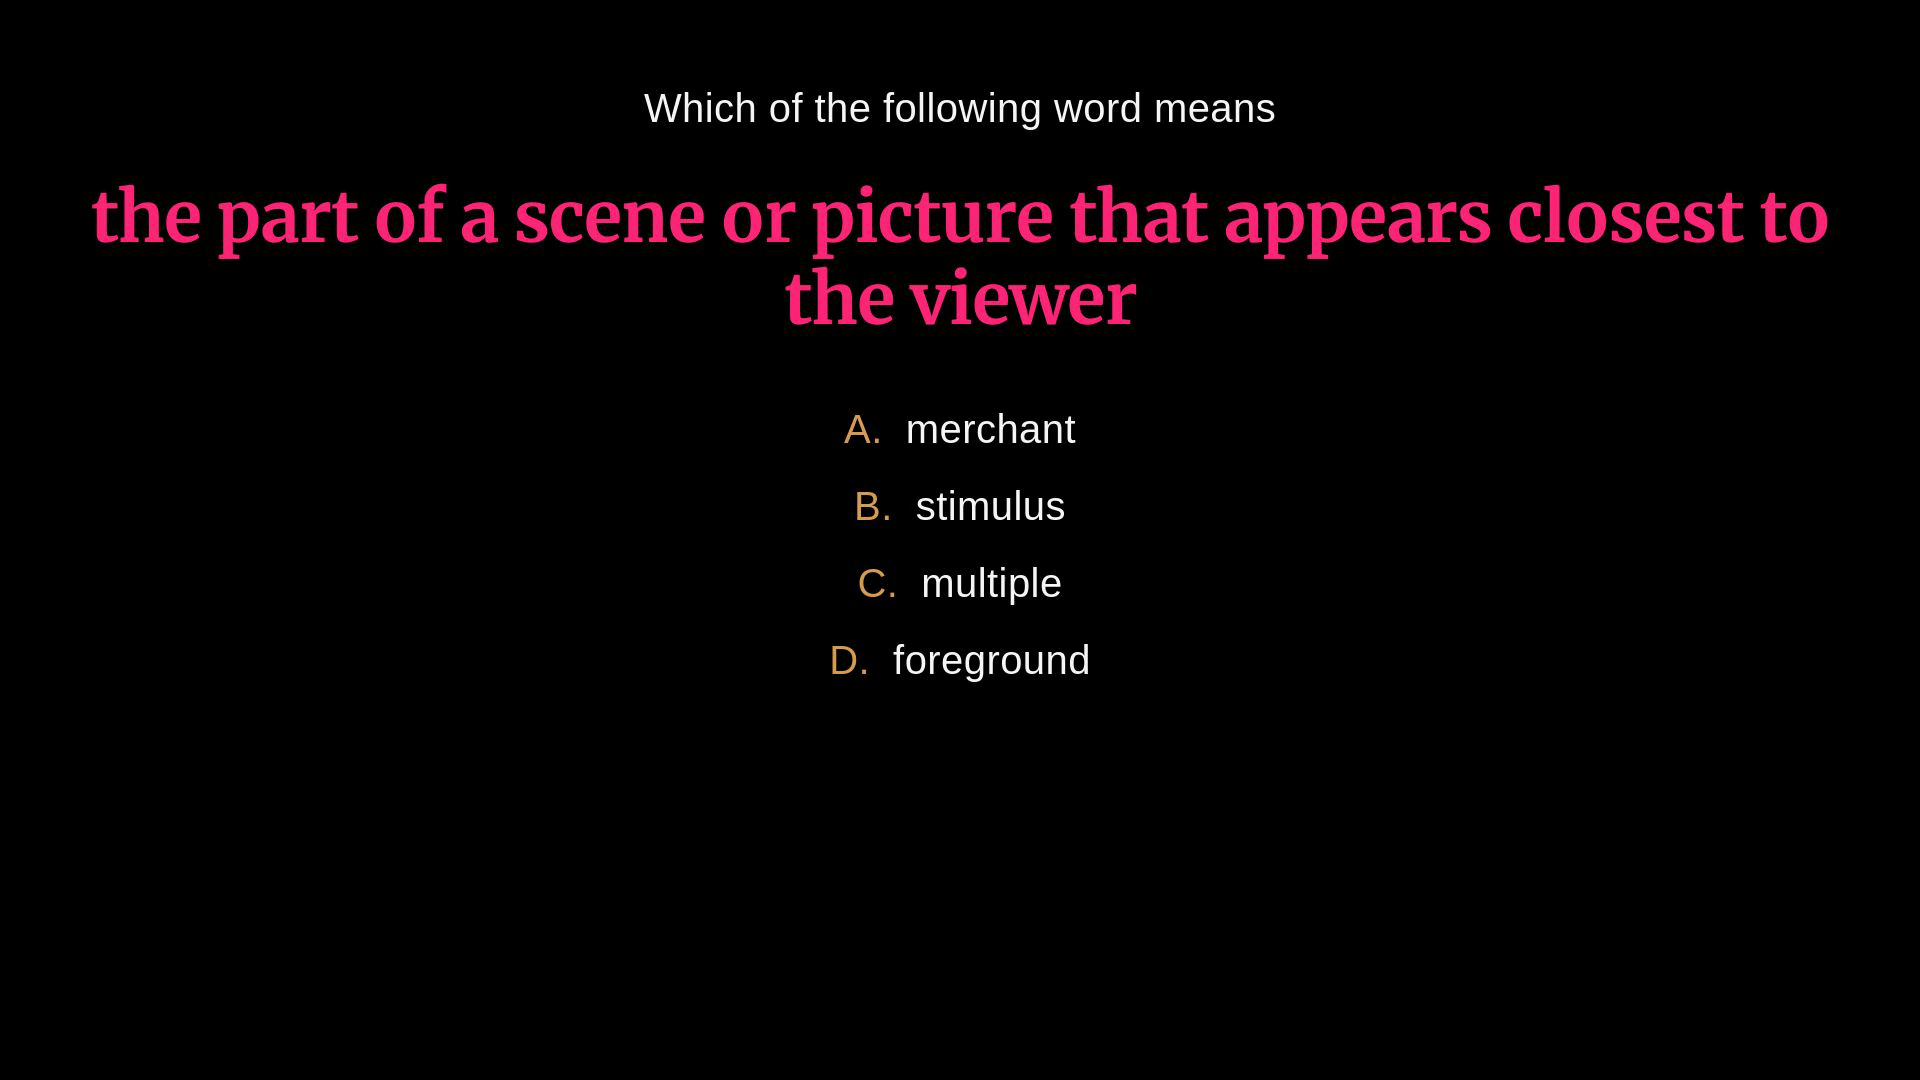 Which of the following word means
the part of a scene or picture that appears closest to
the viewer
A. merchant
B. stimulus
C. multiple
D. foreground